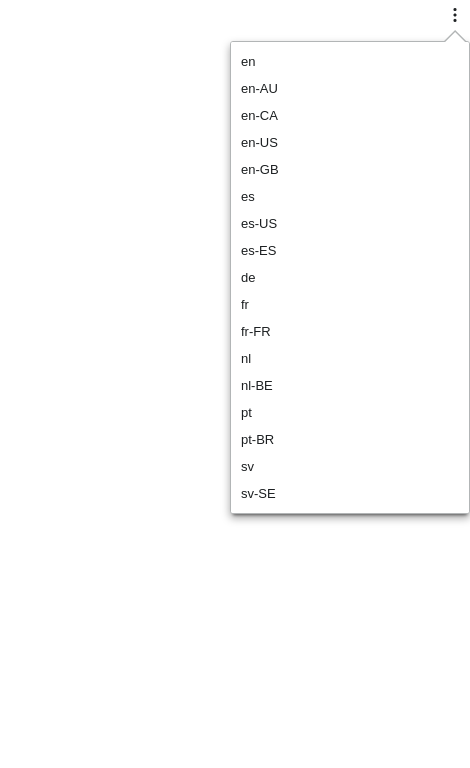 en
en-AU
en-CA
en-US
en-GB
es
es-US
es-ES
de
fr
fr-FR
nl
nl-BE
pt
pt-BR
sv
sv-SE